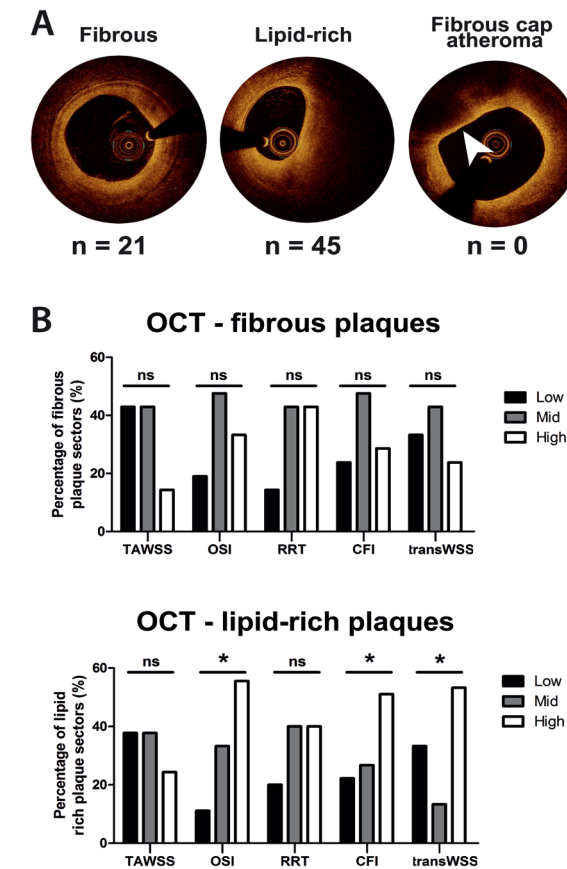 A
Fibrous
Lipid-rich
Fibrous cap
atheroma
n = 21
n = 45
n = 0
B
OCT - fibrous plaques
Percentage of fibrous
plaque sectors (%)
60
40
20
0
ns
ns
ns
ns
ns
TAWSS
OSI
RRT
CFI
transWSS
Low
Mid
High
OCT - lipid-rich plaques
Percentage of lipid
rich plaque sectors (%)
60
40
20
0
ns
*
ns
*
*
TAWSS
OSI
RRT
CFI
transWSS
Low
Mid
High